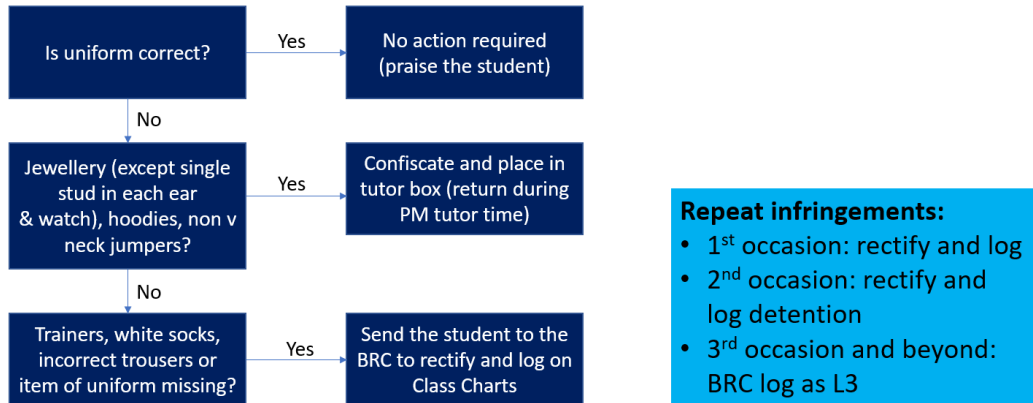 Is uniform correct?
Yes
No action required
(praise the student)
No
Jewellery (except single
stud in each ear
& watch), hoodies, non v
neck jumpers?
Yes
Confiscate and place in
tutor box (return during
PM tutor time)
No
Trainers, white socks,
incorrect trousers or
item of uniform missing?
Yes
Send the student to the
BRC to rectify and log on
Class Charts
Repeat infringements:
• 1st occasion: rectify and log
• 2nd occasion: rectify and
log detention
• 3rd occasion and beyond:
BRC log as L3